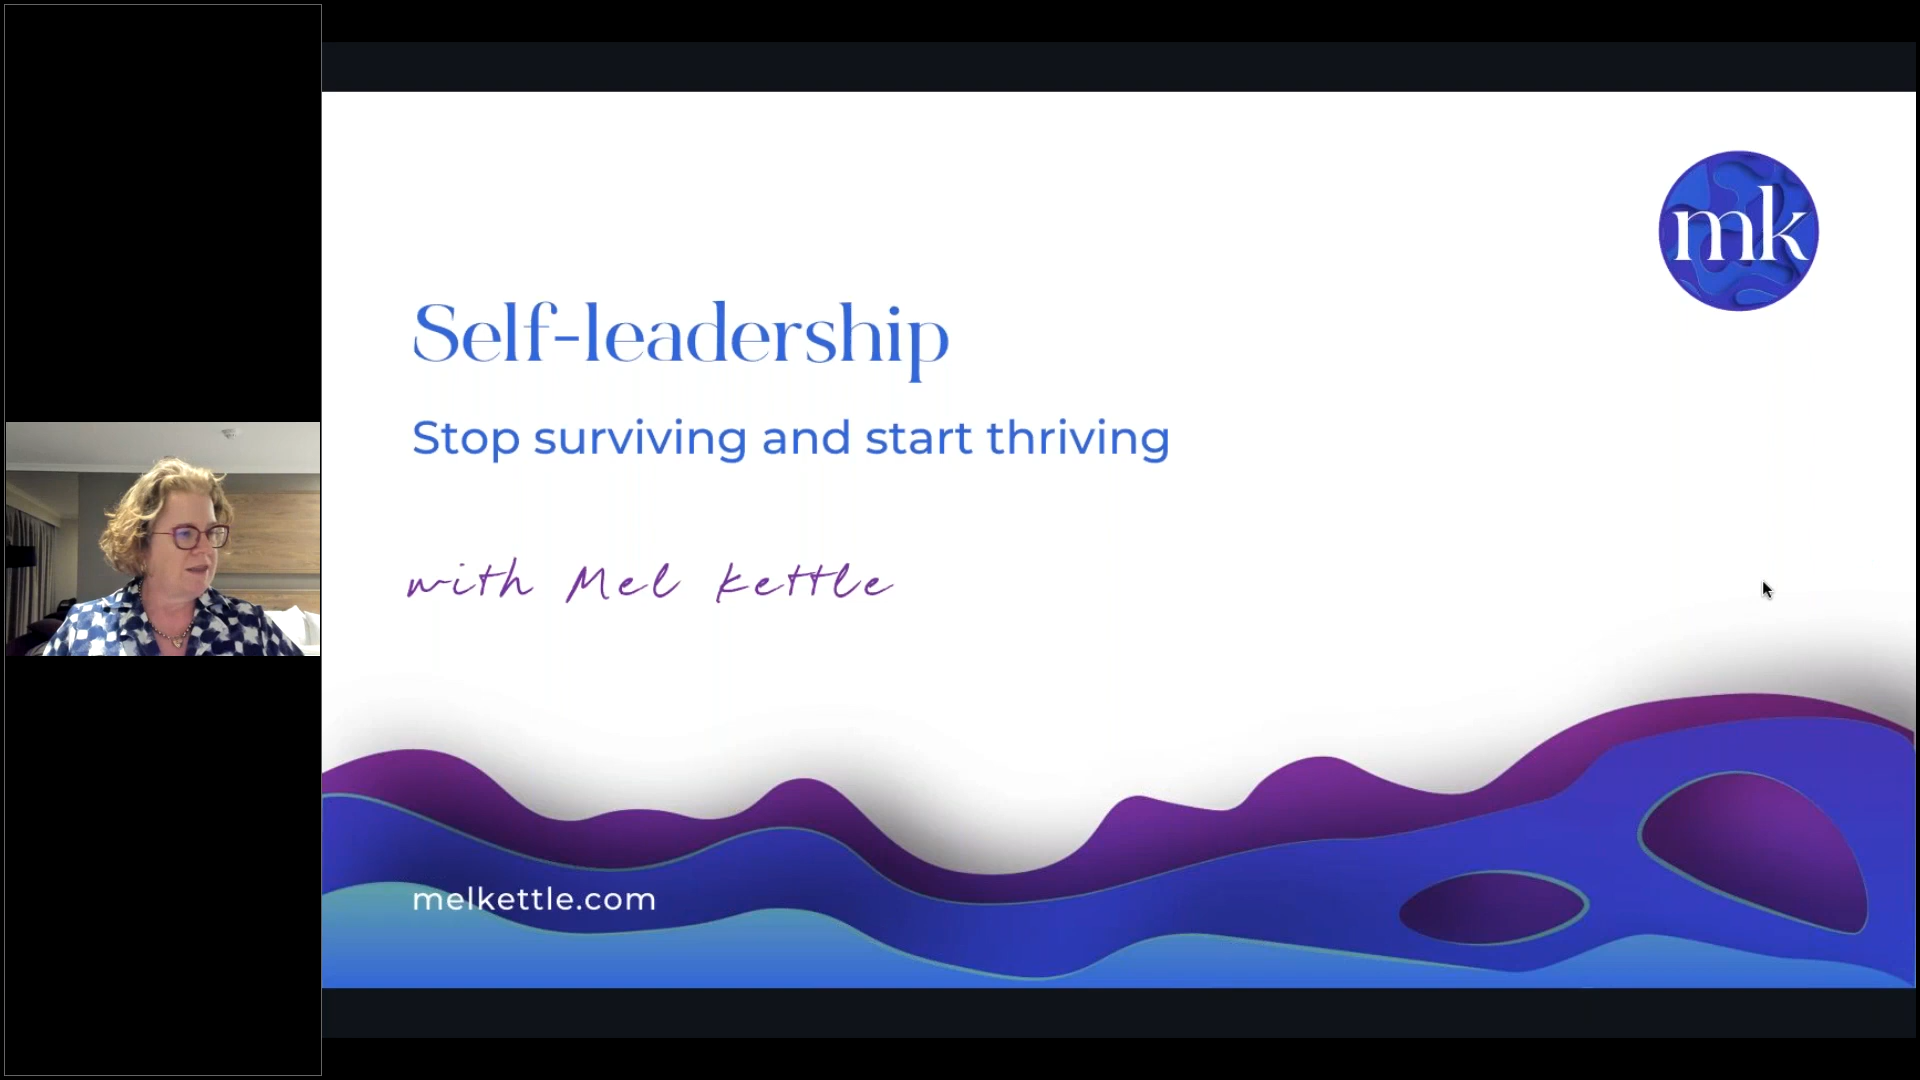 mk
Self-leadership
Stop surviving and start thriving
with Mel Kettle
melkettle.com